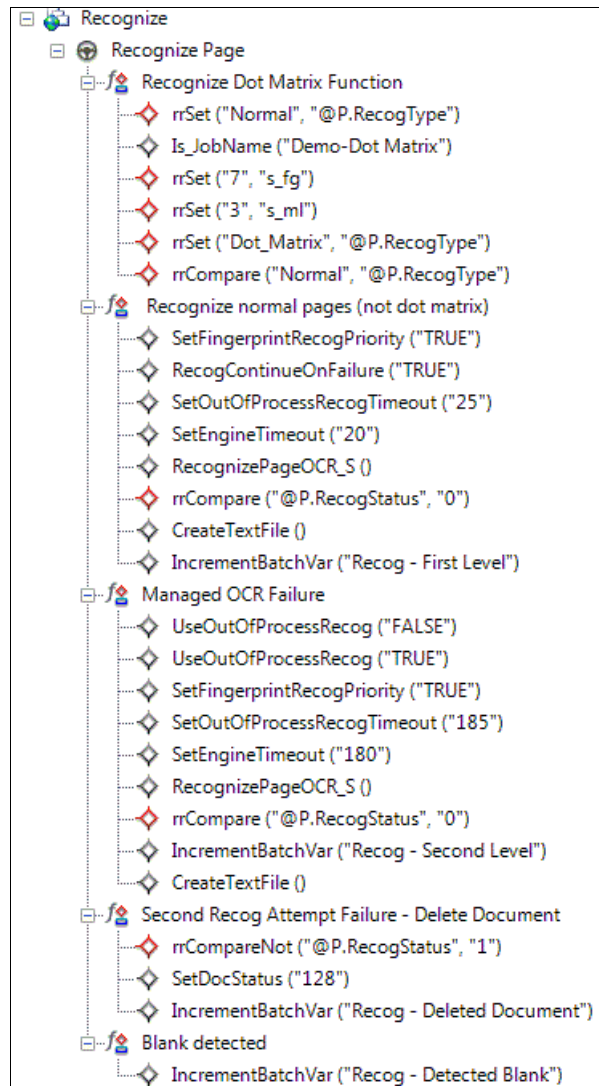 Recognize
Recognize Page
Recognize Dot Matrix Function
rrSet ("Normal", "@P.RecogType")
Is_JobName ("Demo-Dot Matrix")
rrSet ("7", "s_fg")
rrSet ("3", "s_ml")
rrSet ("Dot_Matrix", "@P.RecogType")
rrCompare ("Normal", "@P.RecogType")
Recognize normal pages (not dot matrix)
SetFingerprintRecogPriority ("TRUE")
RecogContinueOnFailure ("TRUE")
SetOutOfProcessRecogTimeout ("25")
SetEngineTimeout ("20")
RecognizePageOCR_S ()
rrCompare ("@P.RecogStatus", "0")
CreateTextFile ()
IncrementBatchVar ("Recog - First Level")
Managed OCR Failure
UseOutOfProcessRecog ("FALSE")
UseOutOfProcessRecog ("TRUE")
SetFingerprintRecogPriority ("TRUE")
SetOutOfProcessRecogTimeout ("185")
SetEngineTimeout ("180")
RecognizePageOCR_S ()
rrCompare ("@P.RecogStatus", "0")
IncrementBatchVar ("Recog - Second Level")
CreateTextFile ()
Second Recog Attempt Failure - Delete Document
rrCompareNot ("@P.RecogStatus", "1")
SetDocStatus ("128")
IncrementBatchVar ("Recog - Deleted Document")
Blank detected
IncrementBatchVar ("Recog - Detected Blank")